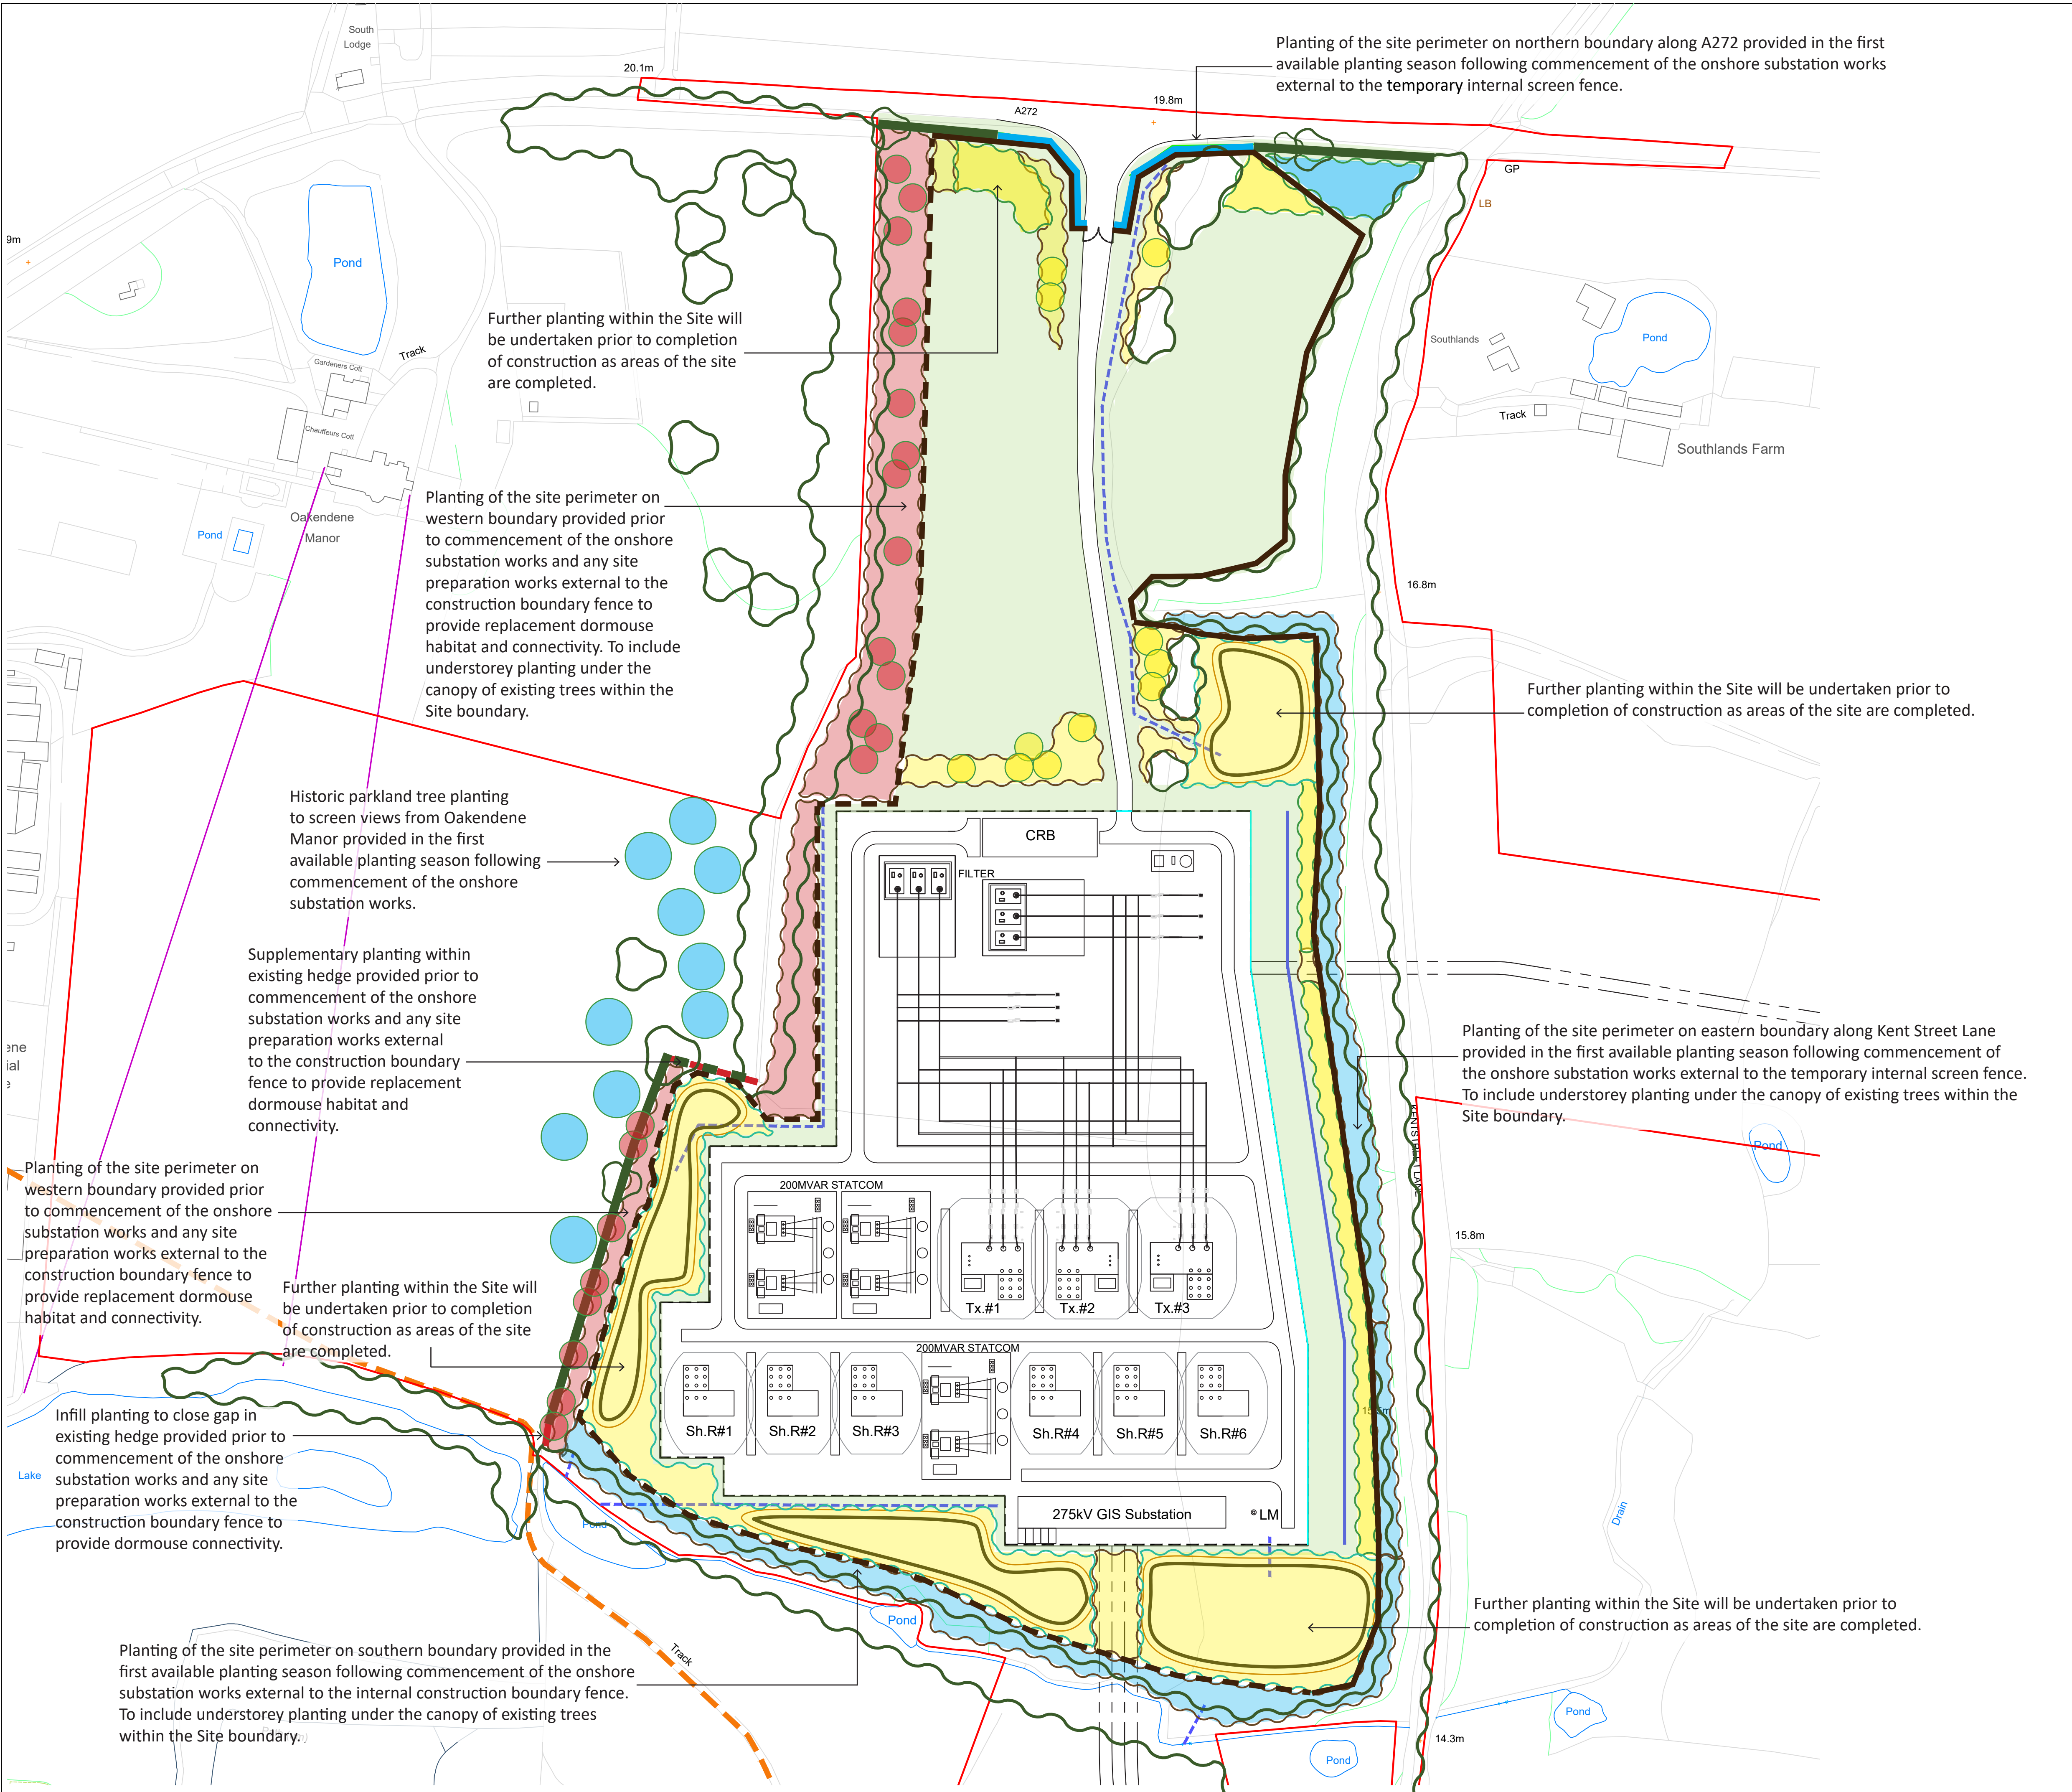 South
Lodge
20.1m
Planting of the site perimeter on northern boundary along A272 provided in the first
available planting season following commencement of the onshore substation works
external to the temporary internal screen fence.
19.8m
A272
GP
LB
9m
Pond
Further planting within the Site will
be undertaken prior to completion
of construction as areas of the site
are completed.
Track
Gardeners Cott
Chauffeurs Cott
Southlands
Pond
Track
Southlands Farm
Oakendene
Manor
Pond
Planting of the site perimeter on
western boundary provided prior
to commencement of the onshore
substation works and any site
preparation works external to the
construction boundary fence to
provide replacement dormouse
habitat and connectivity. To include
understorey planting under the
canopy of existing trees within the
Site boundary.
16.8m
Further planting within the Site will be undertaken prior to
completion of construction as areas of the site are completed.
Historic parkland tree planting
to screen views from Oakendene
Manor provided in the first
available planting season following
commencement of the onshore
substation works.
CRB
FILTER
Supplementary planting within
existing hedge provided prior to
commencement of the onshore
substation works and any site
preparation works external
to the construction boundary
fence to provide replacement
dormouse habitat and
connectivity.
ene
ial
e
Planting of the site perimeter on eastern boundary along Kent Street Lane
provided in the first available planting season following commencement of
the onshore substation works external to the temporary internal screen fence.
To include understorey planting under the canopy of existing trees within the
Site boundary.
KENT STREET LANE
Pond
Planting of the site perimeter on
western boundary provided prior
to commencement of the onshore
substation works and any site
preparation works external to the
construction boundary fence to
provide replacement dormouse
habitat and connectivity.
200MVAR STATCOM
Tx.#1
Tx.#2
Tx.#3
15.8m
Further planting within the Site will
be undertaken prior to completion
of construction as areas of the site
are completed.
200MVAR STATCOM
Sh.R#1
Sh.R#2
Sh.R#3
Sh.R#4
Sh.R#5
Sh.R#6
15.5m
Infill planting to close gap in
existing hedge provided prior to
commencement of the onshore
substation works and any site
preparation works external to the
construction boundary fence to
provide dormouse connectivity.
Lake
Pond
275kV GIS Substation
LM
Drain
Further planting within the Site will be undertaken prior to
completion of construction as areas of the site are completed.
Pond
Track
Planting of the site perimeter on southern boundary provided in the
first available planting season following commencement of the onshore
substation works external to the internal construction boundary fence.
To include understorey planting under the canopy of existing trees
within the Site boundary.
Pond
Pond
14.3m